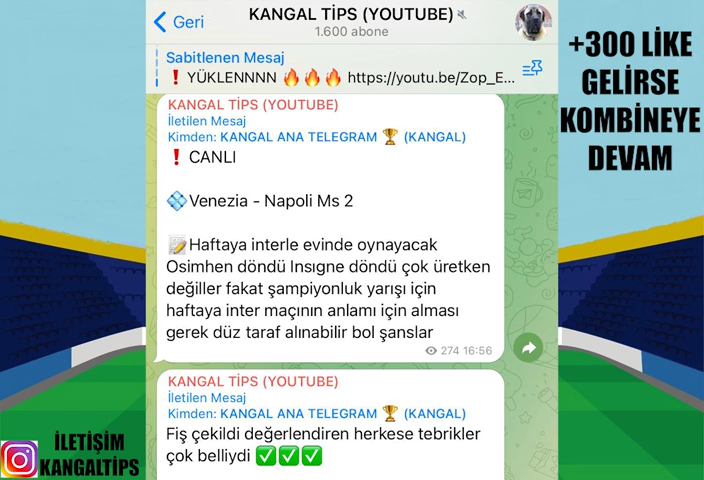 Geri
KANGAL TİPS (YOUTUBE)
1.600 abone
Sabitlenen Mesaj
❗ YÜKLENNNN 🔥🔥🔥 https://youtu.be/Zop_E...
KANGAL TİPS (YOUTUBE)
İletilen Mesaj
Kimden: KANGAL ANA TELEGRAM 🏆 (KANGAL)
❗ CANLI
💠Venezia - Napoli Ms 2
📝Haftaya interle evinde oynayacak
Osimhen döndü Insıgne döndü çok üretken
değiller fakat şampiyonluk yarışı için
haftaya inter maçının anlamı için alması
gerek düz taraf alınabilir bol şanslar
274 16:56
KANGAL TİPS (YOUTUBE)
İletilen Mesaj
Kimden: KANGAL ANA TELEGRAM 🏆 (KANGAL)
Fiş çekildi değerlendiren herkese tebrikler
çok belliydi ✅✅✅
+300 LİKE
GELİRSE
KOMBİNEYE
DEVAM
İLETİŞİM
KANGALTİPS